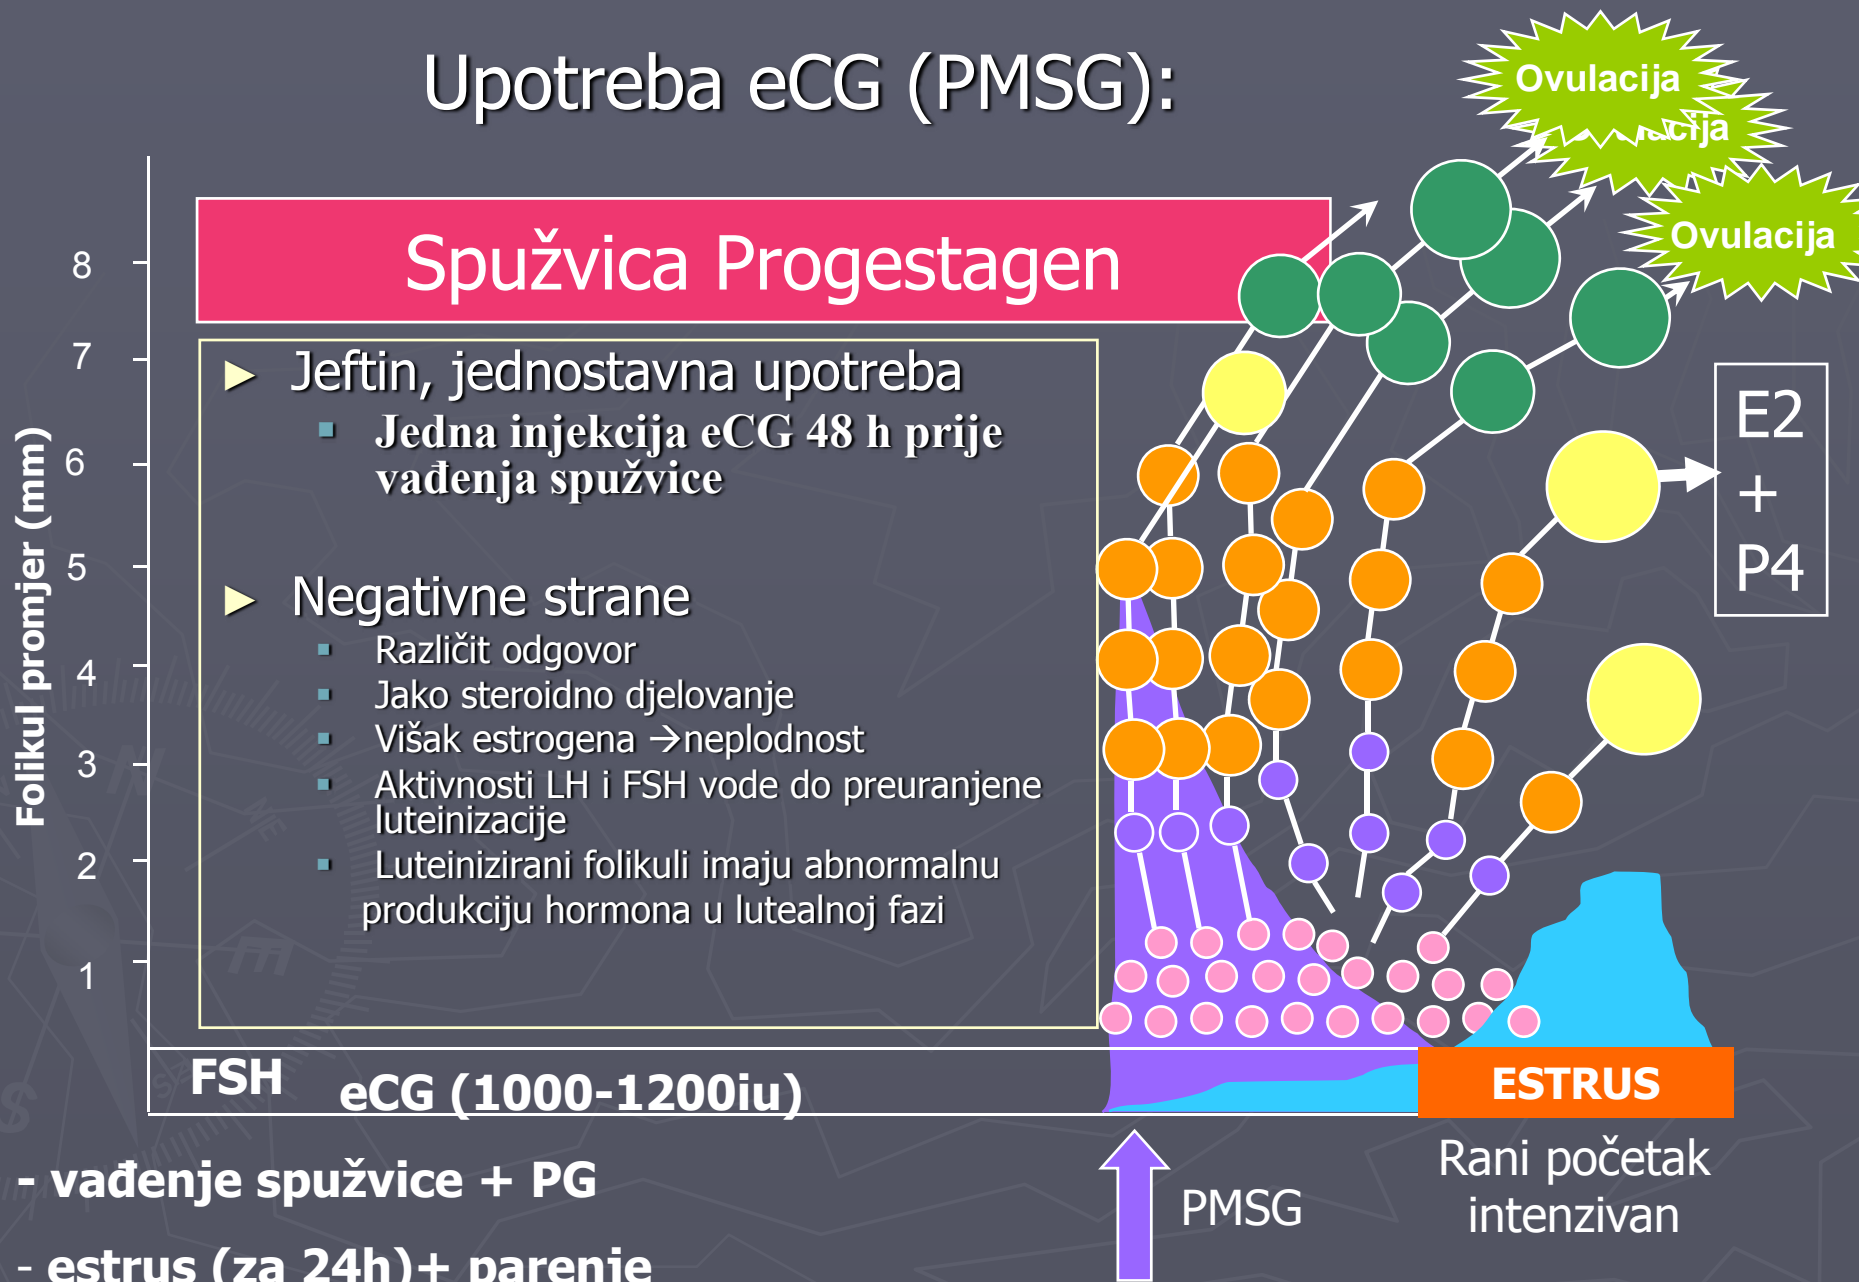 Upotreba eCG (PMSG):
Ovulacija
Ovulacija
Spužvica Progestagen
► Jeftin, jednostavna upotreba
▪ Jedna injekcija eCG 48 h prije
vađenja spužvice
► Negativne strane
▪ Različit odgovor
▪ Jako steroidno djelovanje
▪ Višak estrogena →neplodnost
▪ Aktivnosti LH i FSH vode do preuranjene
luteinizacije
▪ Luteinizirani folikuli imaju abnormalnu
produkciju hormona u lutealnoj fazi
Folikul promjer (mm)
8
7
6
5
4
3
2
1
E2
+
P4
FSH
eCG (1000-1200iu)
ESTRUS
Rani početak
intenzivan
PMSG
- vađenje spužvice + PG
- estrus (za 24h)+ parenje